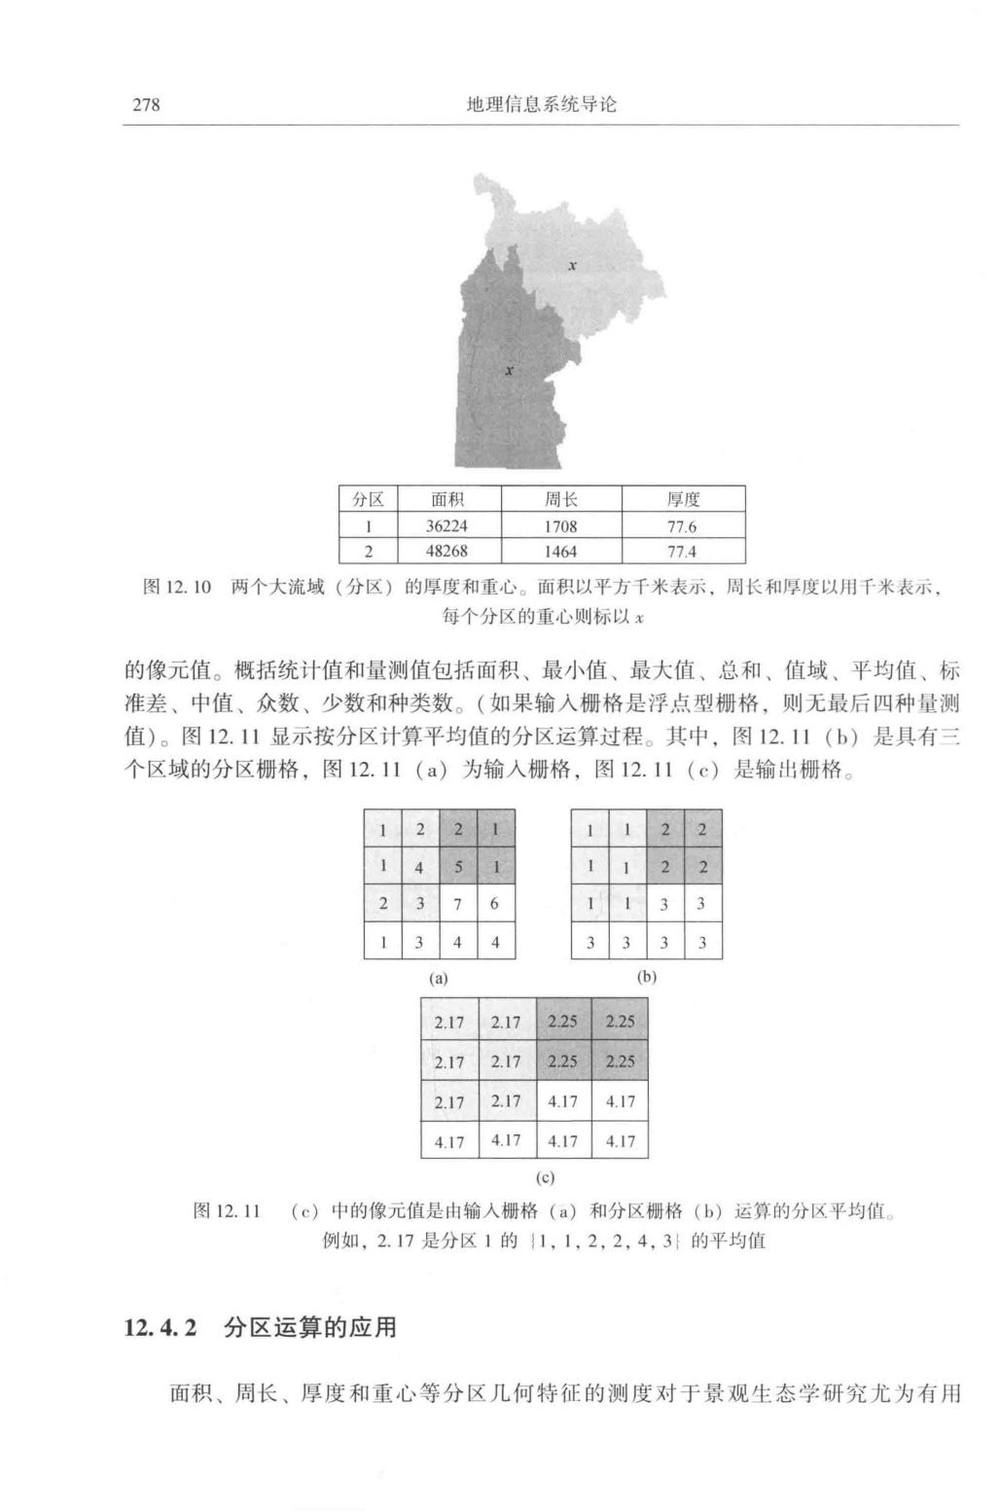 278
地理信息系统导论
x
x
分区 面积 周长 厚度
1 36224 1708 77.6
2 48268 1464 77.4
图 12.10 两个大流域（分区）的厚度和重心。面积以平方千米表示，周长和厚度以用千米表示，
每个分区的重心则标以 x
的像元值。概括统计值和量测值包括面积、最小值、最大值、总和、值域、平均值、标
准差、中值、众数、少数和种类数。(如果输入栅格是浮点型栅格，则无最后四种量测
值)。图 12.11 显示按分区计算平均值的分区运算过程。其中，图 12.11（b）是具有三
个区域的分区栅格，图 12.11（a）为输入栅格，图 12.11（c）是输出栅格。
1 2 2 1
1 4 5 1
2 3 7 6
1 3 4 4
(a)
1 1 2 2
1 1 2 2
1 1 3 3
3 3 3 3
(b)
2.17 2.17 2.25 2.25
2.17 2.17 2.25 2.25
2.17 2.17 4.17 4.17
4.17 4.17 4.17 4.17
(c)
图 12.11 （c）中的像元值是由输入栅格（a）和分区栅格（b）运算的分区平均值。
例如，2.17 是分区 1 的 {1, 1, 2, 2, 4, 3} 的平均值
12.4.2 分区运算的应用
面积、周长、厚度和重心等分区几何特征的测度对于景观生态学研究尤为有用